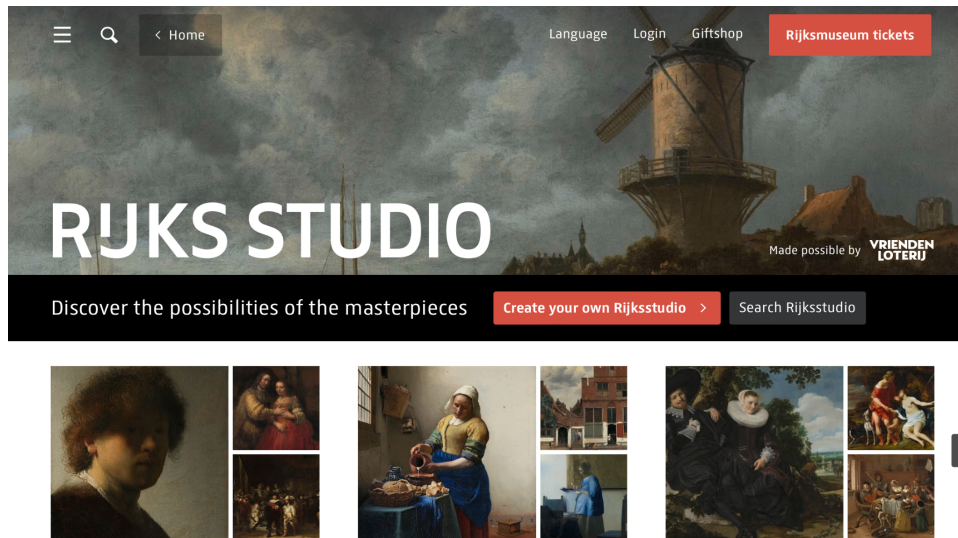 Home
Language
Login
Giftshop
Rijksmuseum tickets
RIJKS STUDIO
Made possible by
VRIENDEN
LOTERIJ
Discover the possibilities of the masterpieces
Create your own Rijksstudio
Search Rijksstudio